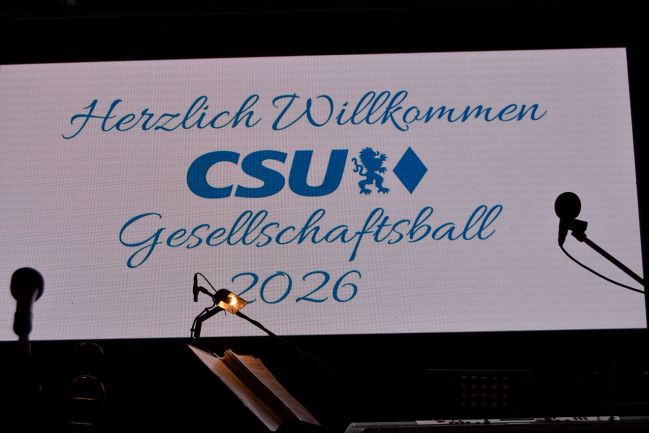 Herzlich Willkommen
CSU
Gesellschaftsball
2026